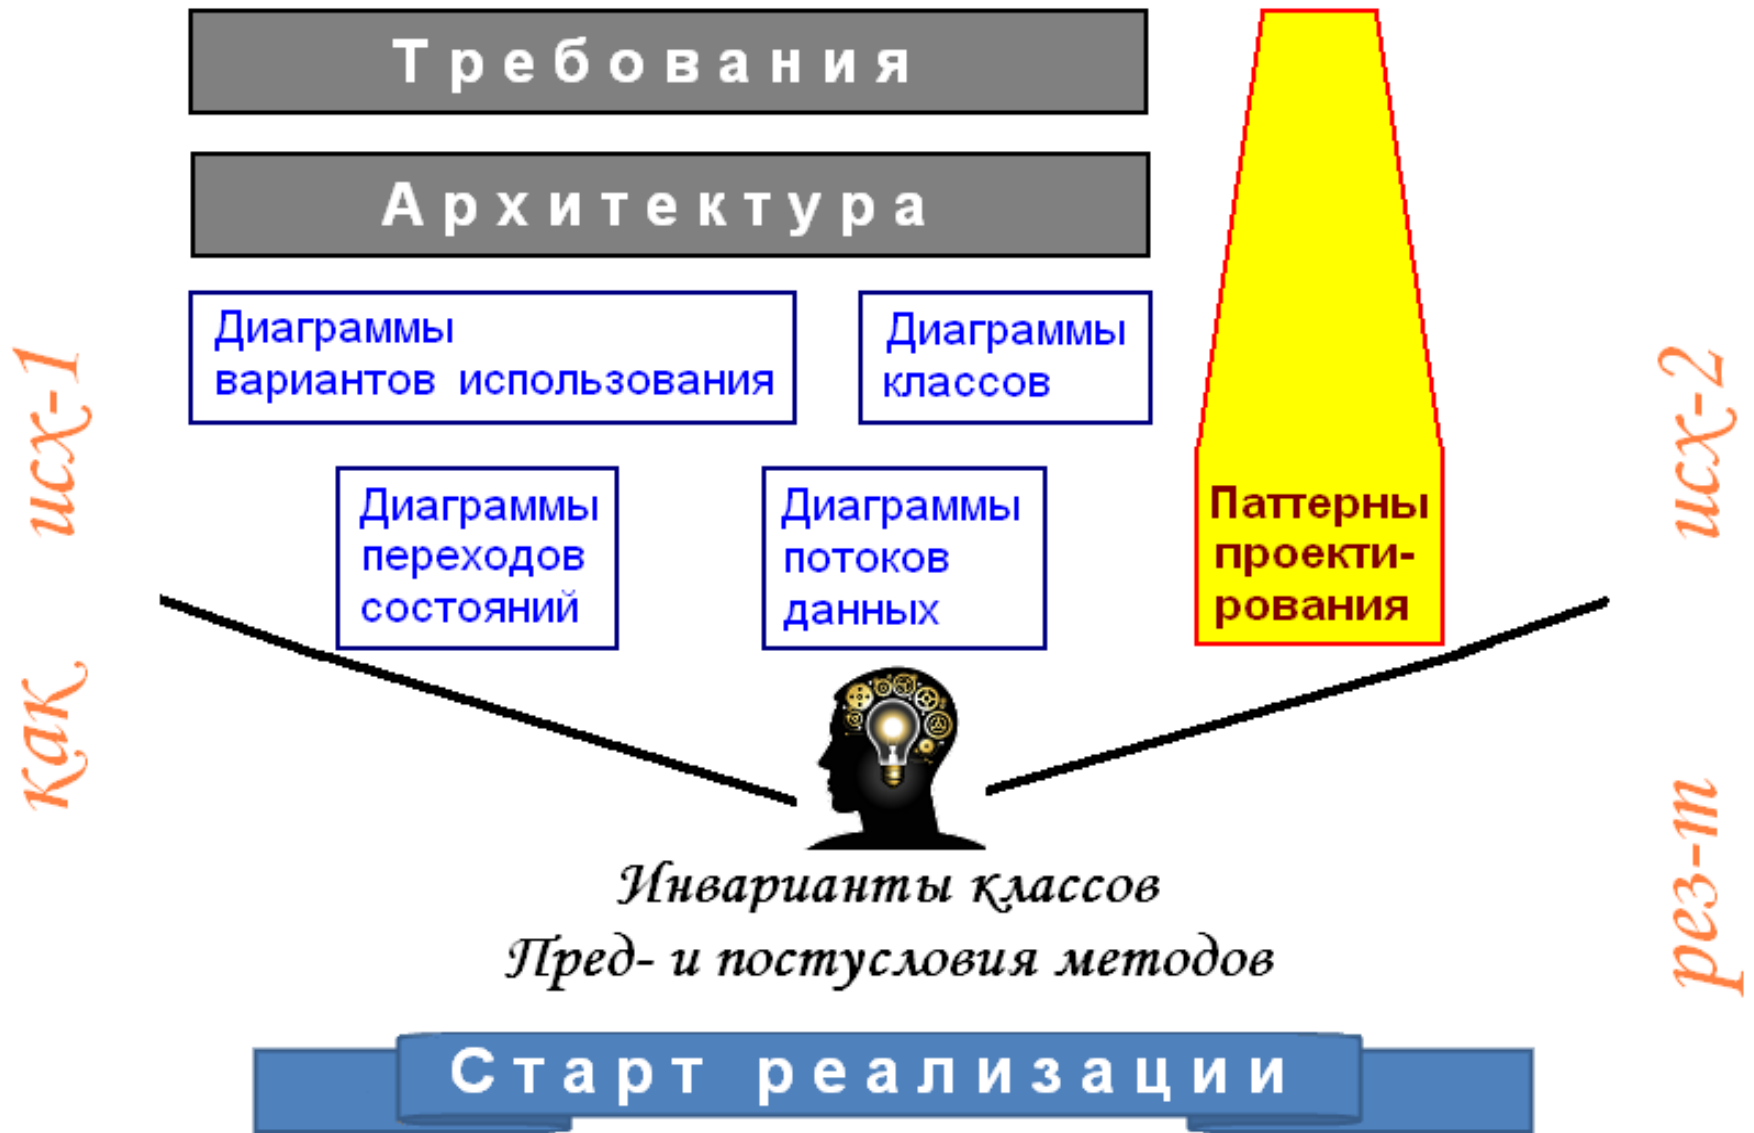 Требования
Архитектура
Диаграммы
вариантов использования
Диаграммы
классов
Диаграммы
переходов
состояний
Диаграммы
потоков
данных
Паттерны
проекти-
рования
исх-1
как
исх-2
рез-т
Инварианты классов
Пред- и постусловия методов
Старт реализации